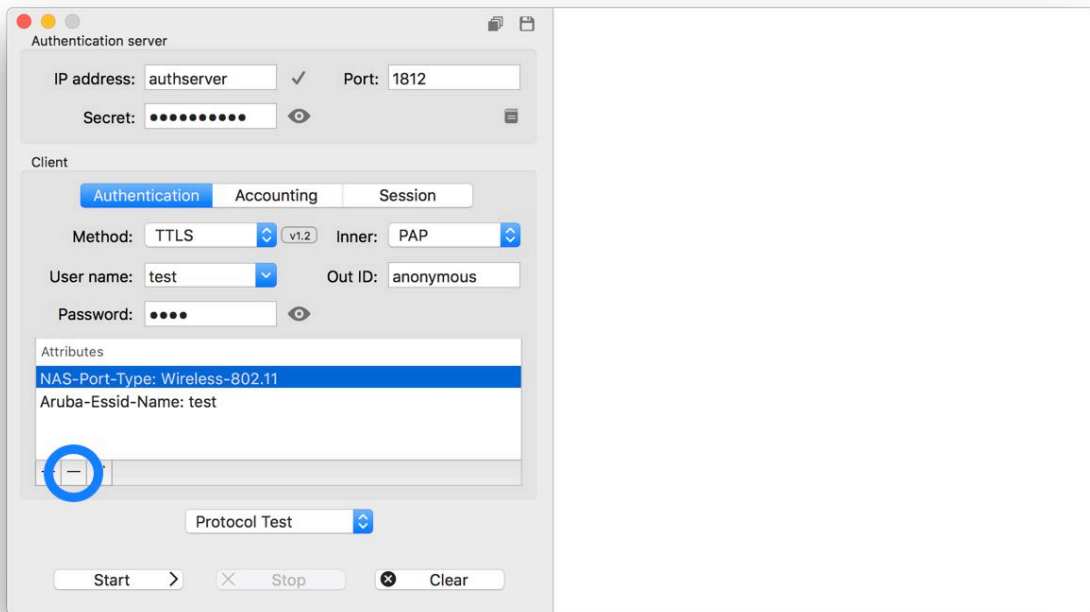 Authentication server
IP address: authserver Port: 1812
Secret: ••••••••••
Client
Authentication Accounting Session
Method: TTLS v1.2 Inner: PAP
User name: test Out ID: anonymous
Password: ••••
Attributes
NAS-Port-Type: Wireless-802.11
Aruba-Essid-Name: test
Protocol Test
Start Stop Clear